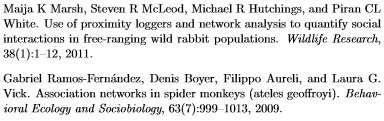 Maija K Marsh, Steven R McLeod, Michael R Hutchings, and Piran CL
White. Use of proximity loggers and network analysis to quantify social
interactions in free-ranging wild rabbit populations. Wildlife Research,
38(1):1–12, 2011.
Gabriel Ramos-Fernández, Denis Boyer, Filippo Aureli, and Laura G.
Vick. Association networks in spider monkeys (ateles geoffroyi). Behav-
ioral Ecology and Sociobiology, 63(7):999–1013, 2009.